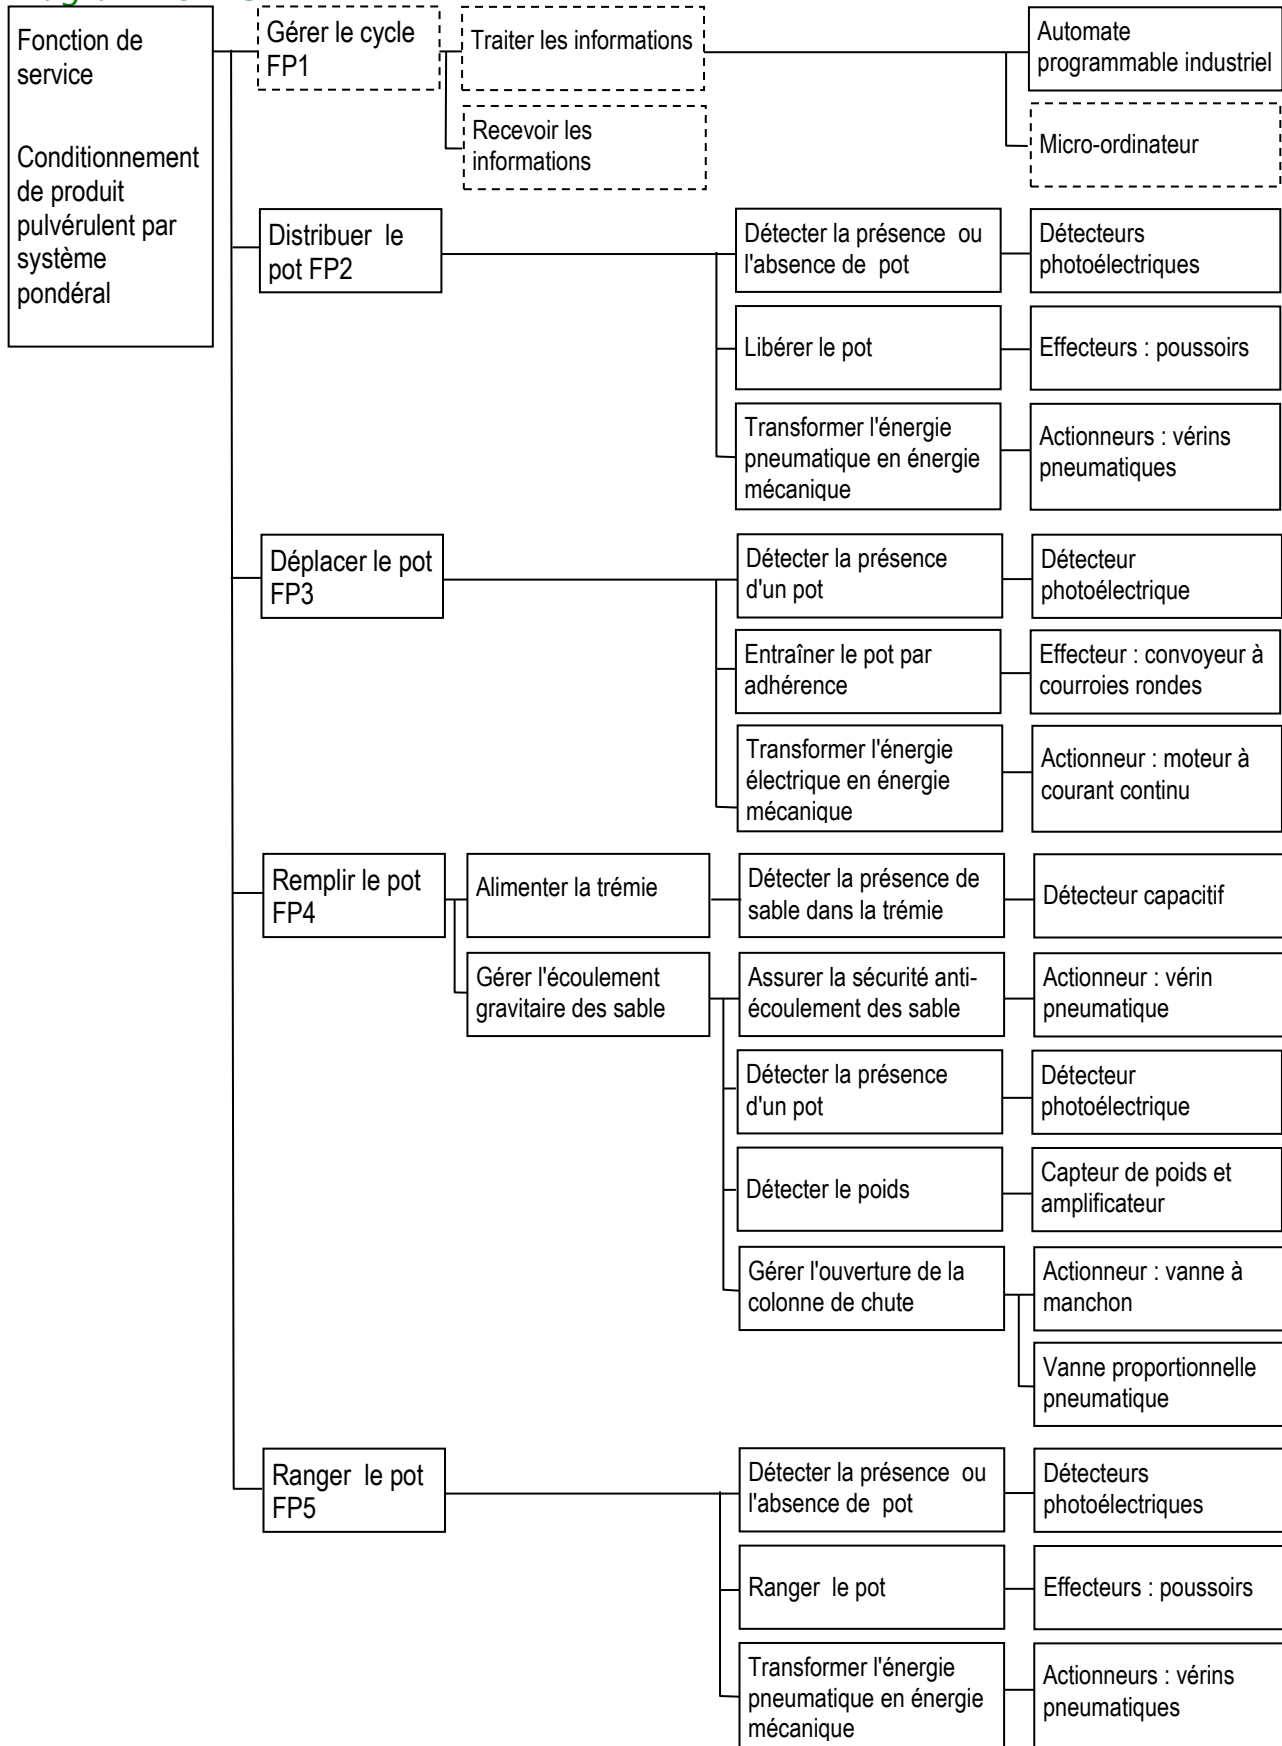 Fonction de
service
Conditionnement
de produit
pulvérulent par
système
pondéral
Gérer le cycle
FP1
Traiter les informations
Automate
programmable industriel
Recevoir les
informations
Micro-ordinateur
Distribuer le
pot FP2
Détecter la présence ou
l'absence de pot
Détecteurs
photoélectriques
Libérer le pot
Effecteurs : poussoirs
Transformer l'énergie
pneumatique en énergie
mécanique
Actionneurs : vérins
pneumatiques
Déplacer le pot
FP3
Détecter la présence
d'un pot
Détecteur
photoélectrique
Entraîner le pot par
adhérence
Effecteur : convoyeur à
courroies rondes
Transformer l'énergie
électrique en énergie
mécanique
Actionneur : moteur à
courant continu
Remplir le pot
FP4
Alimenter la trémie
Détecter la présence de
sable dans la trémie
Détecteur capacitif
Gérer l'écoulement
gravitaire des sable
Assurer la sécurité anti-
écoulement des sable
Actionneur : vérin
pneumatique
Détecter la présence
d'un pot
Détecteur
photoélectrique
Détecter le poids
Capteur de poids et
amplificateur
Gérer l'ouverture de la
colonne de chute
Actionneur : vanne à
manchon
Vanne proportionnelle
pneumatique
Ranger le pot
FP5
Détecter la présence ou
l'absence de pot
Détecteurs
photoélectriques
Ranger le pot
Effecteurs : poussoirs
Transformer l'énergie
pneumatique en énergie
mécanique
Actionneurs : vérins
pneumatiques